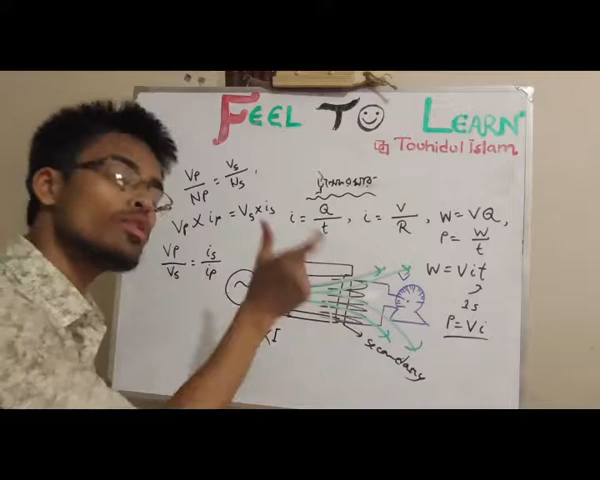 FEEL TO LEARN
Touhidul Islam
Vp/Np = Vs/Ns,
Vp × ip = Vs × is
Vp/Vs = is/ip
i = Q/t, i = V/R, W = VQ,
P = W/t
W = Vit
1s
P = Vi
secondary